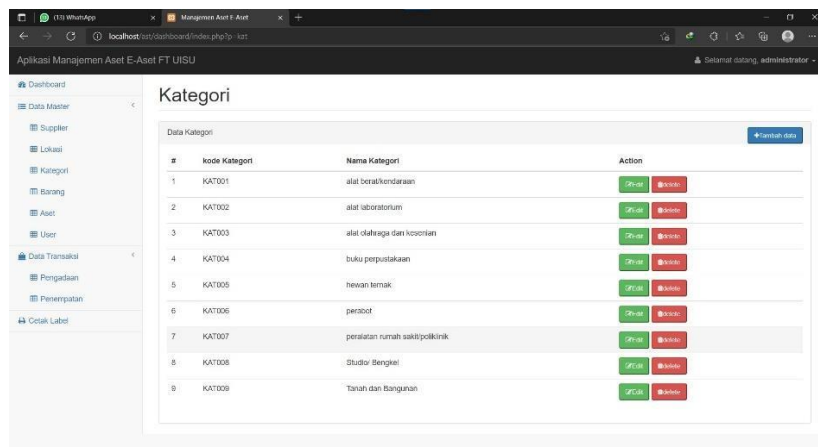 (13) WhatsApp
Manajemen Aset E-Aset
localhost/ast/dashboard/index.php?p=kat
Aplikasi Manajemen Aset E-Aset FT UISU
Selamat datang, administrator
Dashboard
Data Master
Supplier
Lokasi
Kategori
Barang
Aset
User
Data Transaksi
Pengadaan
Penempatan
Cetak Label
Kategori
Data Kategori
+Tambah data
# kode Kategori Nama Kategori Action
1 KAT001 alat berat/kendaraan Edit delete
2 KAT002 alat laboratorium Edit delete
3 KAT003 alat olahraga dan kesenian Edit delete
4 KAT004 buku perpustakaan Edit delete
5 KAT005 hewan ternak Edit delete
6 KAT006 perabot Edit delete
7 KAT007 peralatan rumah sakit/poliklinik Edit delete
8 KAT008 Studio/ Bengkel Edit delete
9 KAT009 Tanah dan Bangunan Edit delete